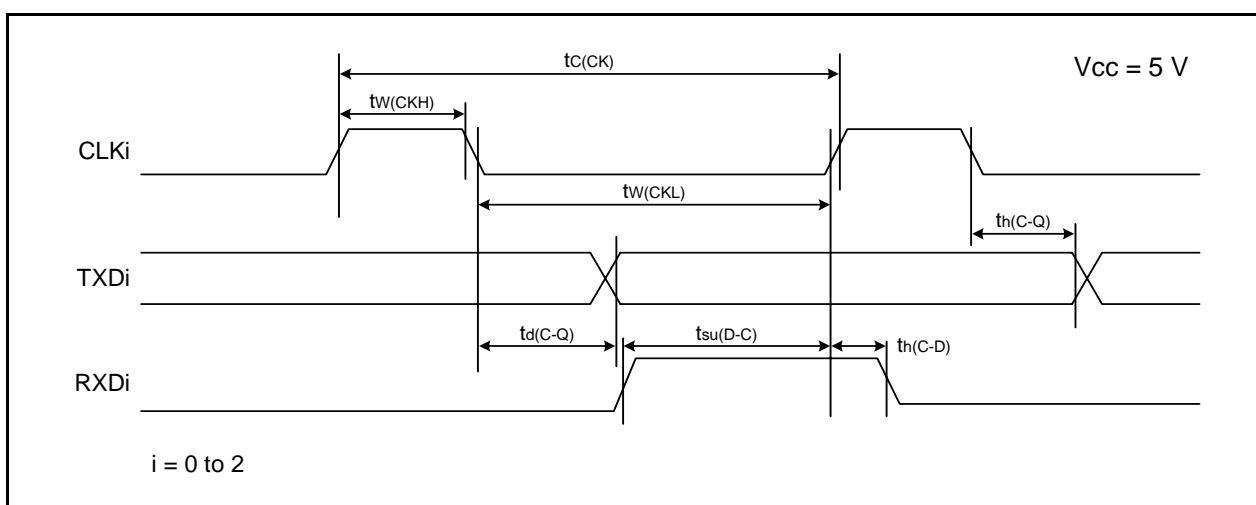 tC(CK)
Vcc = 5 V
tW(CKH)
CLKi
tW(CKL)
th(C-Q)
TXDi
td(C-Q)
tsu(D-C)
th(C-D)
RXDi
i = 0 to 2